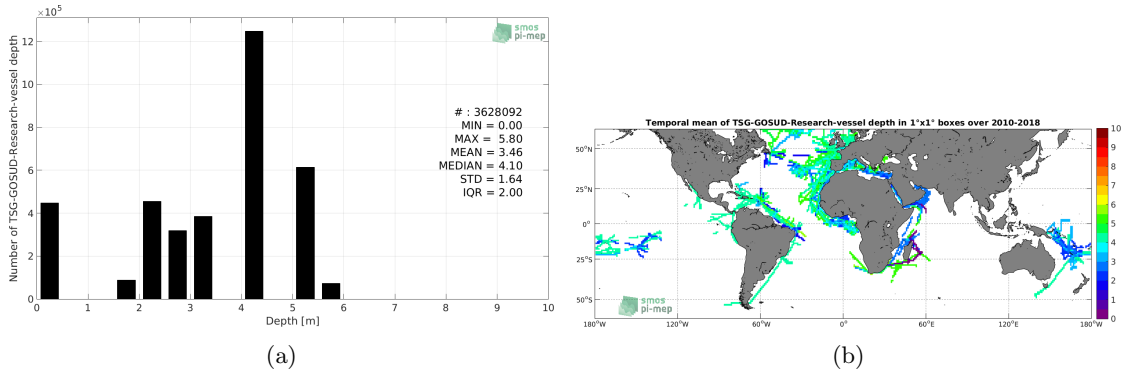 ×10⁵
12
10
8
6
4
2
0
Number of TSG-GOSUD-Research-vessel depth
smos
pi-mep
# : 3628092
MIN = 0.00
MAX = 5.80
MEAN = 3.46
MEDIAN = 4.10
STD = 1.64
IQR = 2.00
0 1 2 3 4 5 6 7 8 9 10
Depth [m]
(a)
Temporal mean of TSG-GOSUD-Research-vessel depth in 1°x1° boxes over 2010-2018
50°N
25°N
0°
25°S
50°S
smos
pi-mep
180°W 120°W 60°W 0° 60°E 120°E 180°E
10
9
8
7
6
5
4
3
2
1
0
(b)